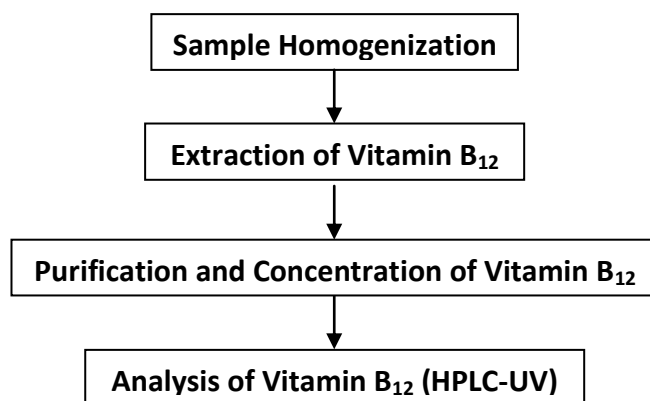 Sample Homogenization
Extraction of Vitamin B₁₂
Purification and Concentration of Vitamin B₁₂
Analysis of Vitamin B₁₂ (HPLC-UV)